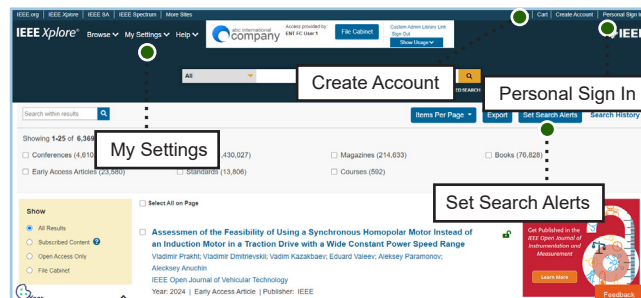 IEEE.org | IEEE Xplore | IEEE SA | IEEE Spectrum | More Sites
Cart | Create Account | Personal Sign In
IEEE Xplore® Browse My Settings Help
abc international company
Access provided by:
ENT FC User 1
File Cabinet
Custom Admin Library Link
Sign Out
Show Usage
IEEE
All
Create Account
Personal Sign In
Search within results
Items Per Page
Export
Set Search Alerts
Search History
Showing 1-25 of
My Settings
Magazines (214,633)
Books (76,828)
Early Access Articles (23,580)
Standards (13,806)
Courses (592)
Set Search Alerts
Show
All Results
Subscribed Content ?
Open Access Only
File Cabinet
Select All on Page
Assessmen of the Feasibility of Using a Synchronous Homopolar Motor Instead of
an Induction Motor in a Traction Drive with a Wide Constant Power Speed Range
Vladimir Prakht; Vladimir Dmitrievskii; Vadim Kazakbaev; Eduard Valeev; Aleksey Paramonov;
Alecksey Anuchin
IEEE Open Journal of Vehicular Technology
Year: 2024 | Early Access Article | Publisher: IEEE
Get Published in the
IEEE Open Journal of
Instrumentation and
Measurement
Learn More
Feedback